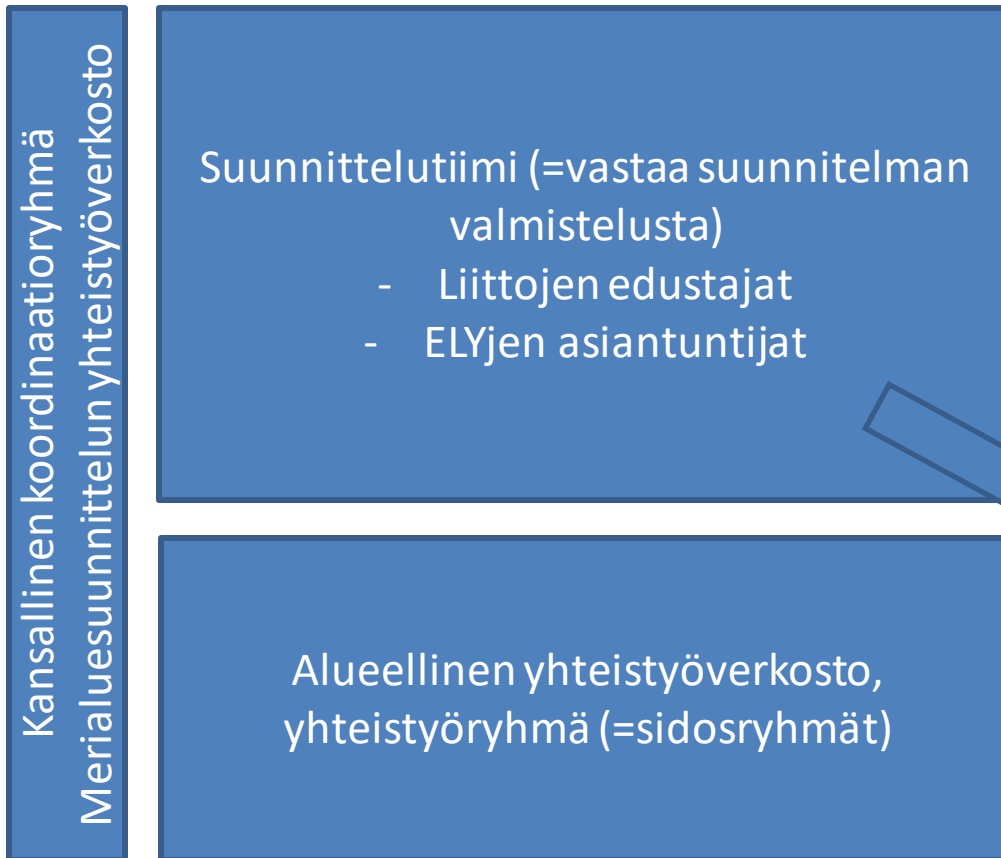 Kansallinen koordinaatioryhmä
Merialuesuunnittelun yhteistyöverkosto
Suunnittelutiimi (=vastaa suunnitelman
valmistelusta)
- Liittojen edustajat
- ELYjen asiantuntijat
Alueellinen yhteistyöverkosto,
yhteistyöryhmä (=sidosryhmät)